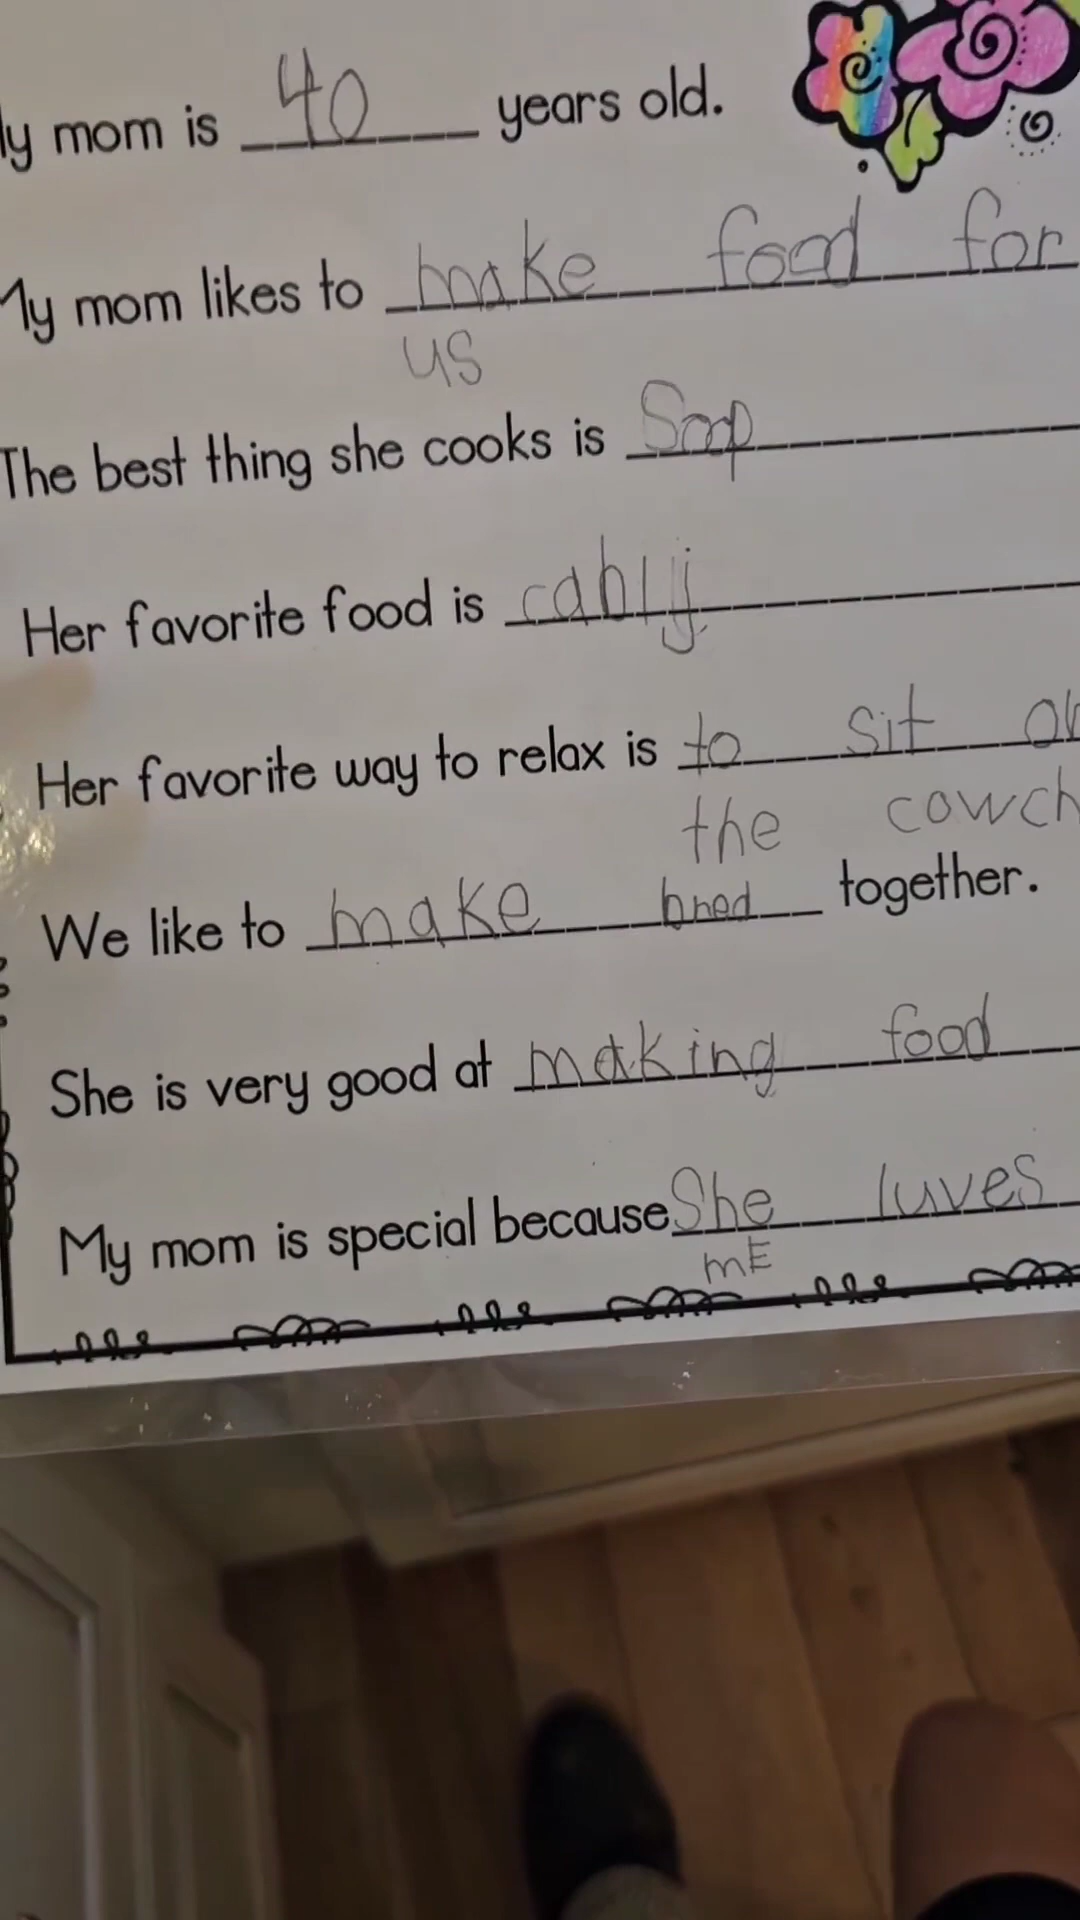 ly mom is 40 years old.
My mom likes to make food for
us
The best thing she cooks is Soop
Her favorite food is
Her favorite way to relax is to sit on
the cowch
We like to make bred together.
She is very good at making food
My mom is special because She luves
mE